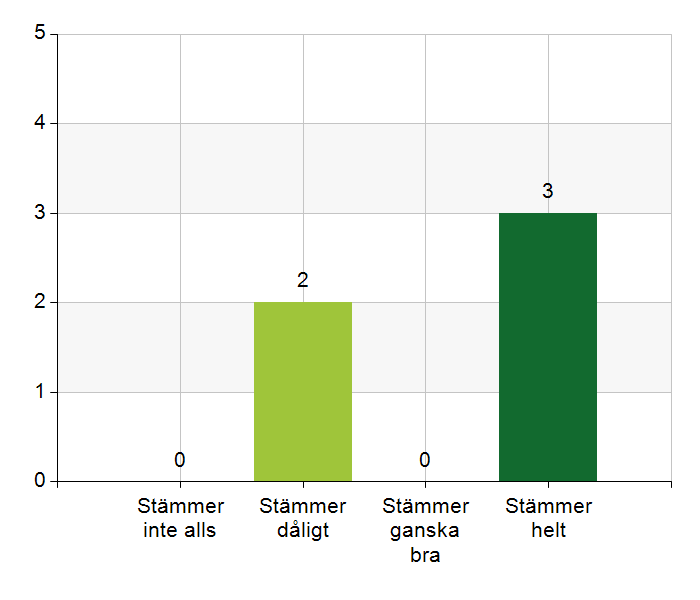 5
4
3
2
1
0
0
2
0
3
Stämmer
inte alls
Stämmer
dåligt
Stämmer
ganska
bra
Stämmer
helt